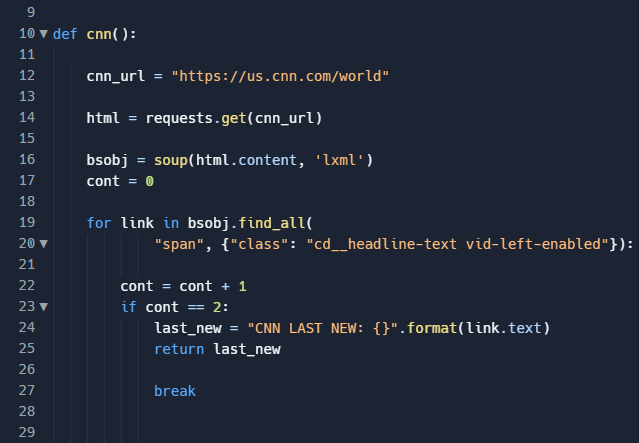 9
10 def cnn():
11
12 cnn_url = "https://us.cnn.com/world"
13
14 html = requests.get(cnn_url)
15
16 bsobj = soup(html.content, 'lxml')
17 cont = 0
18
19 for link in bsobj.find_all(
20 "span", {"class": "cd__headline-text vid-left-enabled"}):
21
22 cont = cont + 1
23 if cont == 2:
24 last_new = "CNN LAST NEW: {}".format(link.text)
25 return last_new
26
27 break
28
29